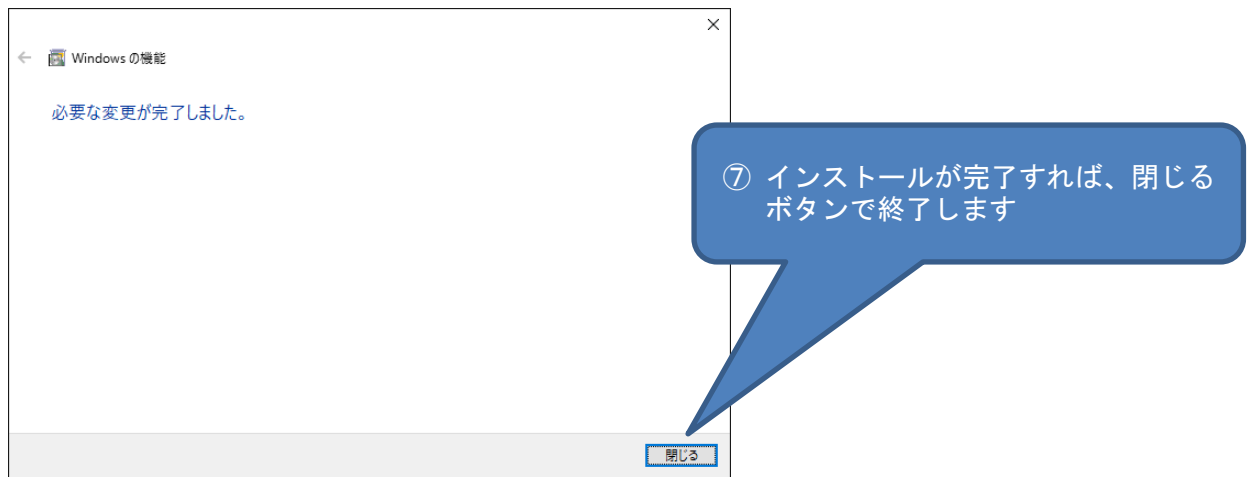 Windows の機能
必要な変更が完了しました。
⑦ インストールが完了すれば、閉じる
ボタンで終了します
閉じる